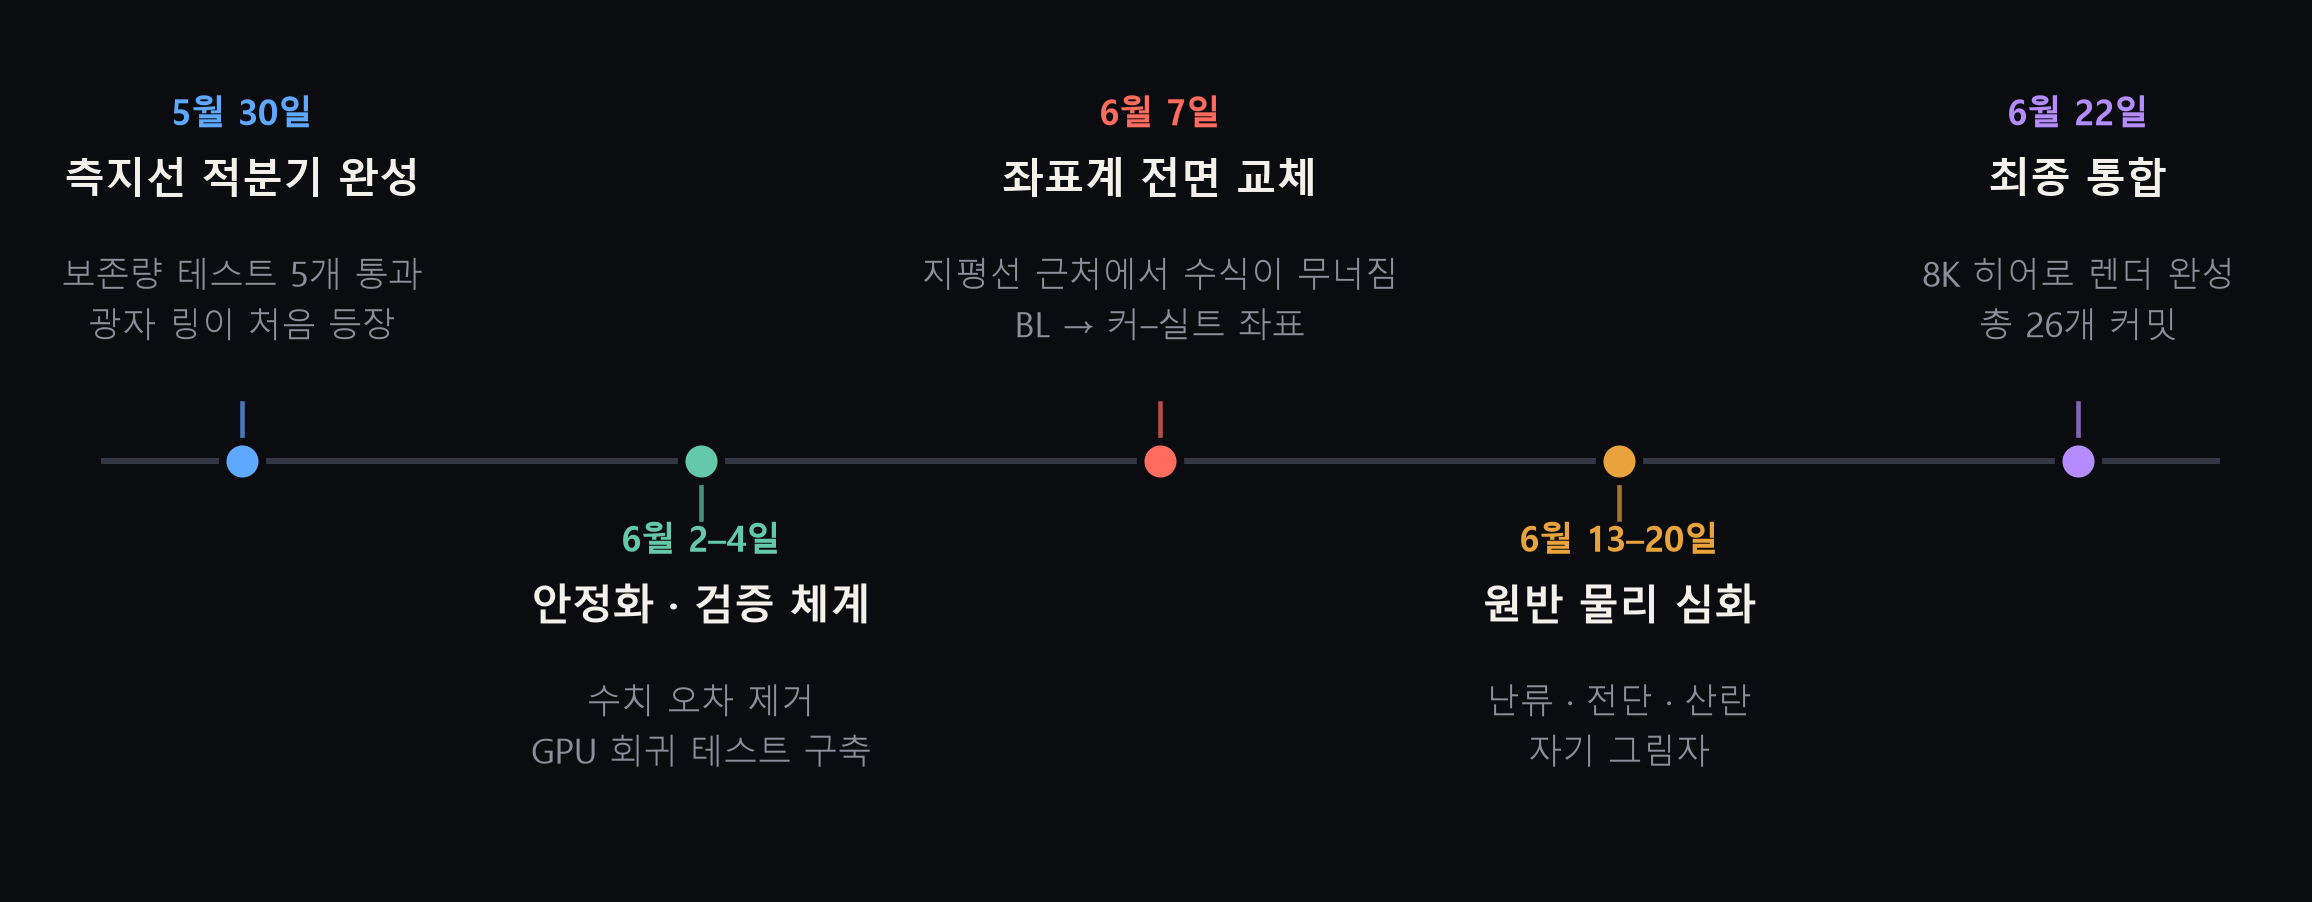 5월 30일
측지선 적분기 완성
보존량 테스트 5개 통과
광자 링이 처음 등장
6월 2–4일
안정화 · 검증 체계
수치 오차 제거
GPU 회귀 테스트 구축
6월 7일
좌표계 전면 교체
지평선 근처에서 수식이 무너짐
BL → 커–실트 좌표
6월 13–20일
원반 물리 심화
난류 · 전단 · 산란
자기 그림자
6월 22일
최종 통합
8K 히어로 렌더 완성
총 26개 커밋